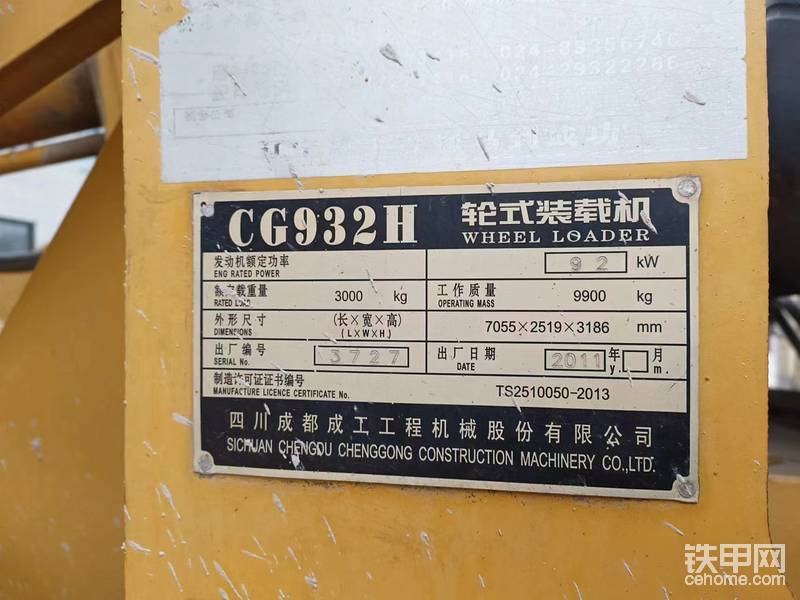 CG932H 轮式装载机
WHEEL LOADER
发动机额定功率 92 kW
ENG RATED POWER
额定载重量 3000 kg 工作质量 9900 kg
RATED LOAD OPERATING MASS
外形尺寸 (长×宽×高) 7055×2519×3186 mm
DIMENSIONS (L×W×H)
出厂编号 3727 出厂日期 2011 年 月
SERIAL No. DATE y. m.
制造许可证证书编号 TS2510050-2013
MANUFACTURE LICENCE CERTIFICATE No.
四川成都成工工程机械股份有限公司
SICHUAN CHENGDU CHENGGONG CONSTRUCTION MACHINERY CO.,LTD.
铁甲网
cehome.com